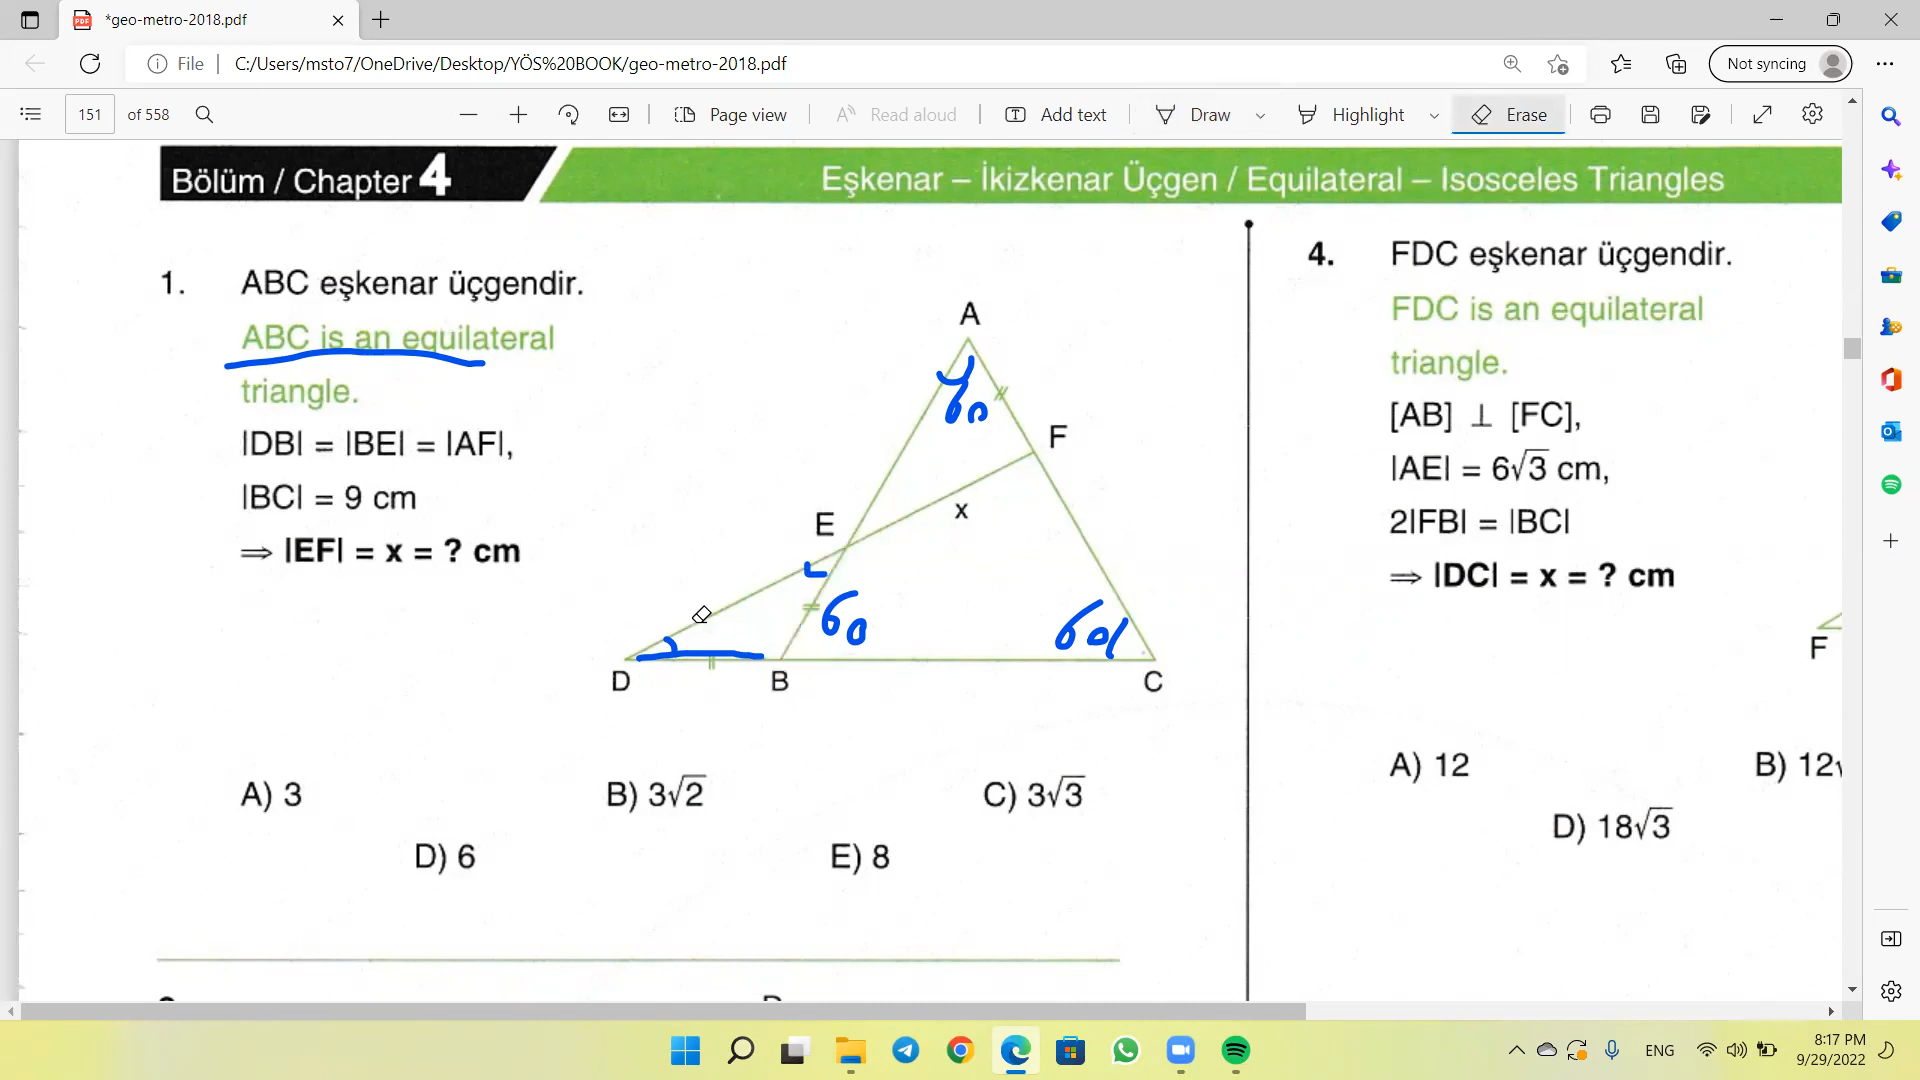 *geo-metro-2018.pdf
File
C:/Users/msto7/OneDrive/Desktop/YÖS%20BOOK/geo-metro-2018.pdf
Not syncing
151 of 558
Page view
Read aloud
Add text
Draw
Highlight
Erase
Bölüm / Chapter 4
Eşkenar – İkizkenar Üçgen / Equilateral – Isosceles Triangles
1. ABC eşkenar üçgendir.
ABC is an equilateral
triangle.
|DB| = |BE| = |AF|,
|BC| = 9 cm
⇒ |EF| = x = ? cm
A
60
F
x
E
60
60
D
B
C
A) 3
B) 3√2
C) 3√3
D) 6
E) 8
4. FDC eşkenar üçgendir.
FDC is an equilateral
triangle.
[AB] ⊥ [FC],
|AE| = 6√3 cm,
2|FB| = |BC|
⇒ |DC| = x = ? cm
F
A) 12
B) 12√
D) 18√3
ENG
8:17 PM
9/29/2022